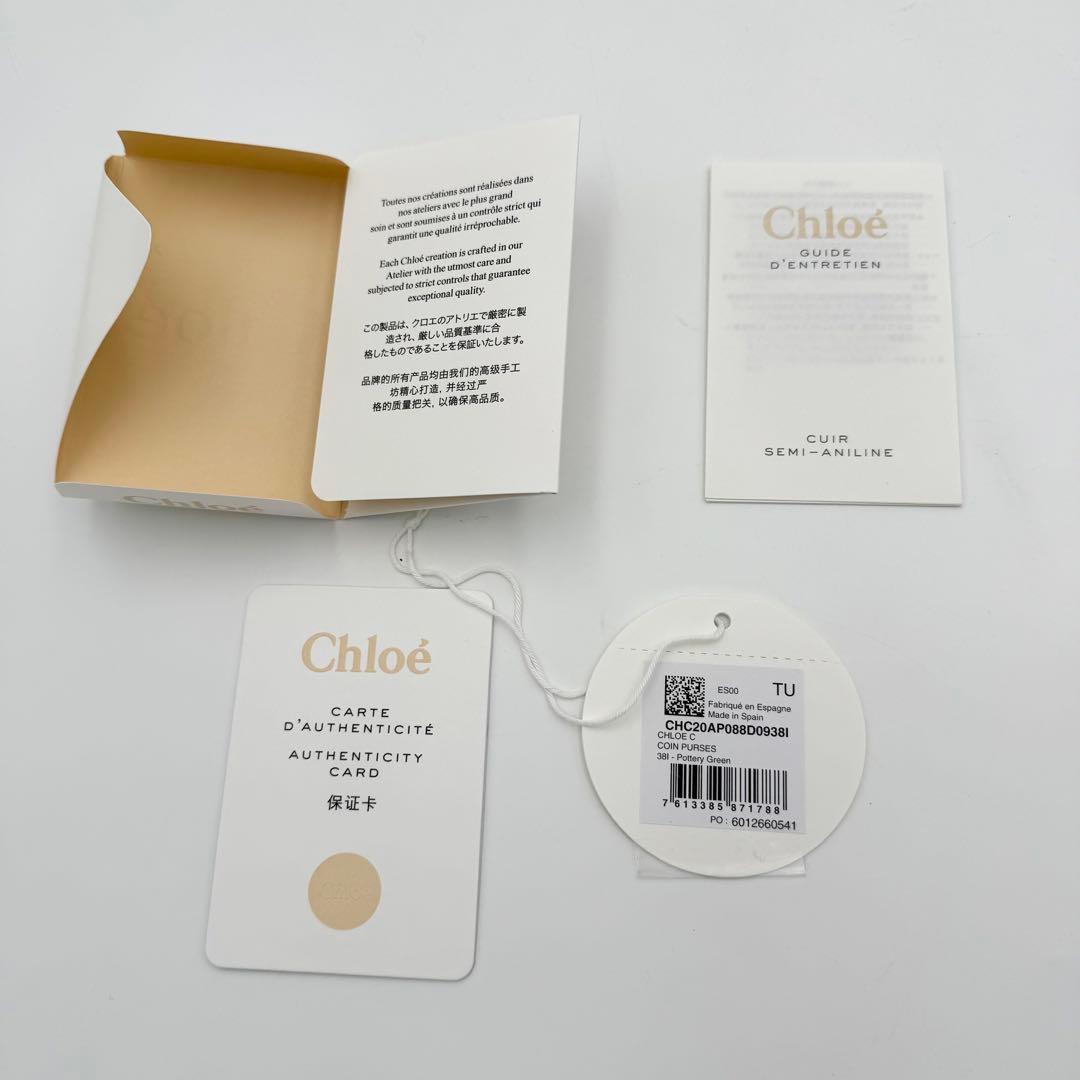 Toutes nos créations sont réalisées dans
nos ateliers avec le plus grand
soin et sont soumises à un contrôle strict qui
garantit une qualité irréprochable.
Each Chloé creation is crafted in our
Atelier with the utmost care and
subjected to strict controls that guarantee
exceptional quality.
この製品は、クロエのアトリエで厳密に製
造され、厳しい品質基準に合
格したものであることを保証いたします。
品牌的所有产品均由我们的高级手工
坊精心打造，并经过严
格的质量把关，以确保高品质。
Chloé
Chloé
GUIDE
D'ENTRETIEN
CUIR
SEMI-ANILINE
Chloé
CARTE
D'AUTHENTICITÉ
AUTHENTICITY
CARD
保证卡
Chloé
ES00
TU
Fabriqué en Espagne
Made in Spain
CHC20AP088D0938I
CHLOE C
COIN PURSES
38I - Pottery Green
7 613385 871788
PO : 6012660541